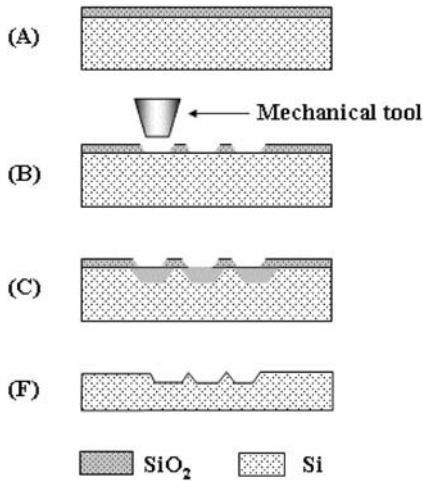 (A)
Mechanical tool
(B)
(C)
(F)
SiO₂ Si